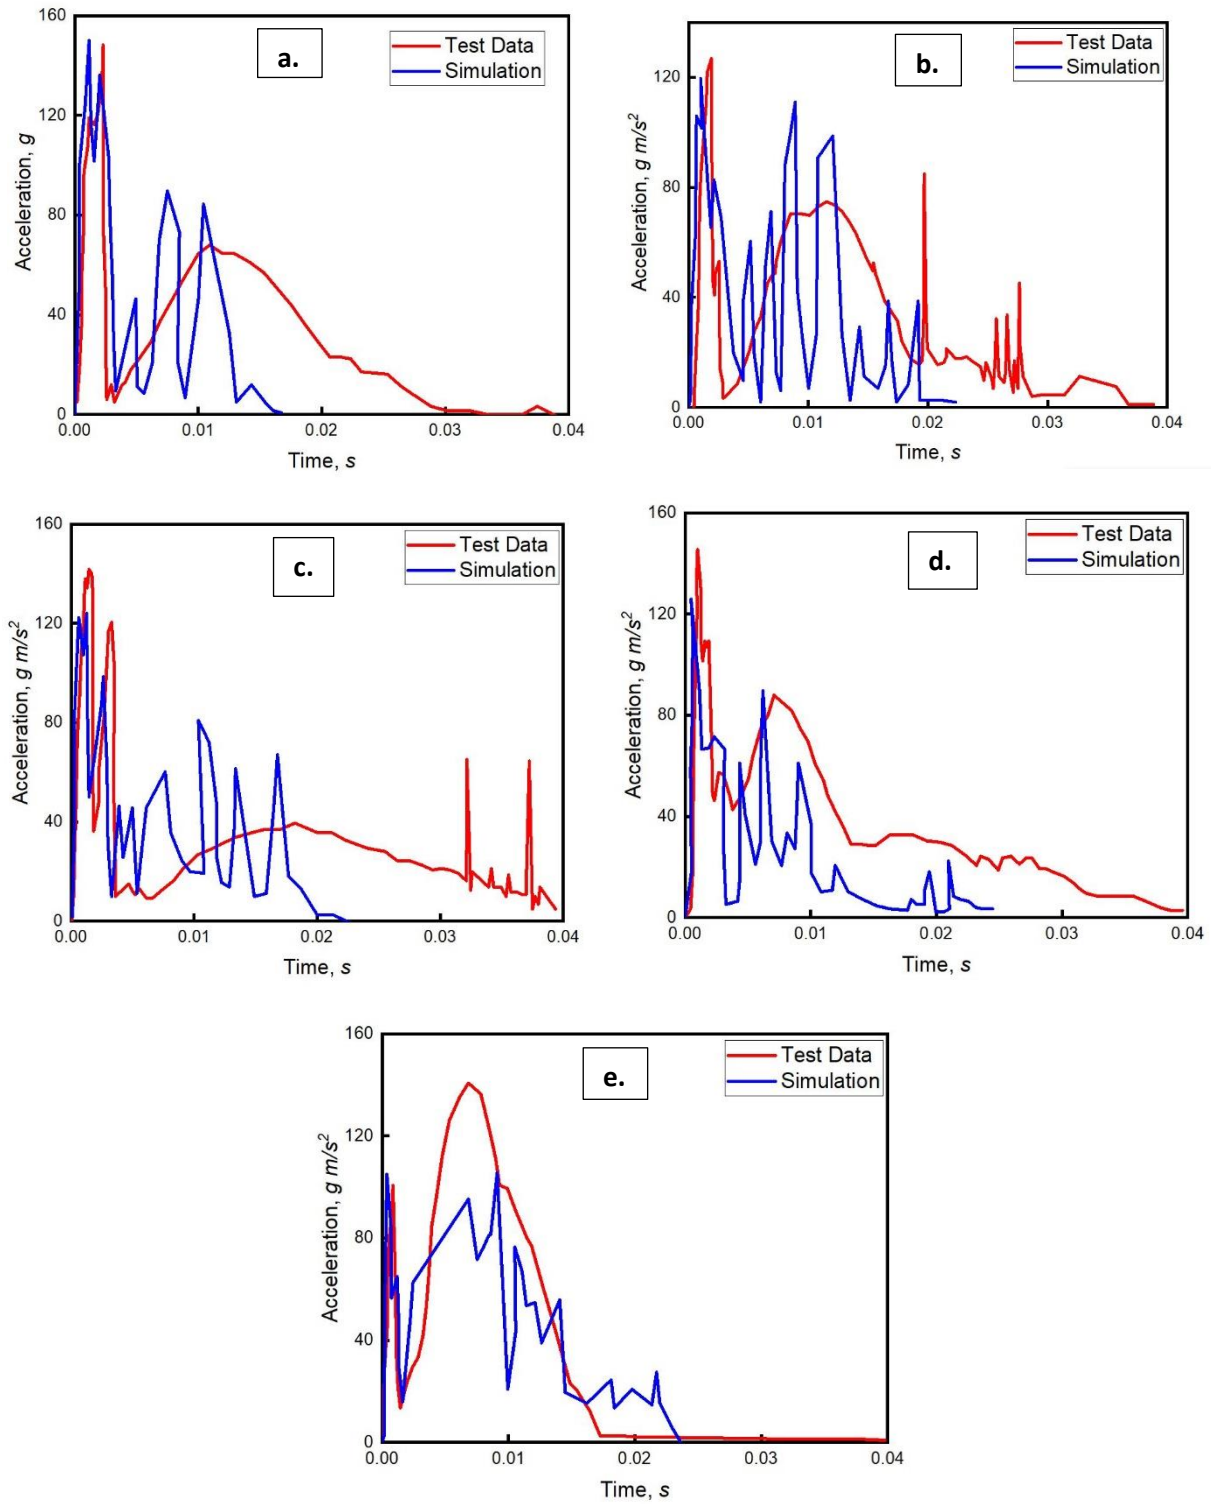 160
120
80
40
0
Acceleration, g
a.
Test Data
Simulation
0.00 0.01 0.02 0.03 0.04
Time, s
120
80
40
0
Acceleration, g m/s²
b.
Test Data
Simulation
0.00 0.01 0.02 0.03 0.04
Time, s
160
120
80
40
0
Acceleration, g m/s²
c.
Test Data
Simulation
0.00 0.01 0.02 0.03 0.04
Time, s
160
120
80
40
0
Acceleration, g m/s²
d.
Test Data
Simulation
0.00 0.01 0.02 0.03 0.04
Time, s
160
120
80
40
0
Acceleration, g m/s²
e.
Test Data
Simulation
0.00 0.01 0.02 0.03 0.04
Time, s